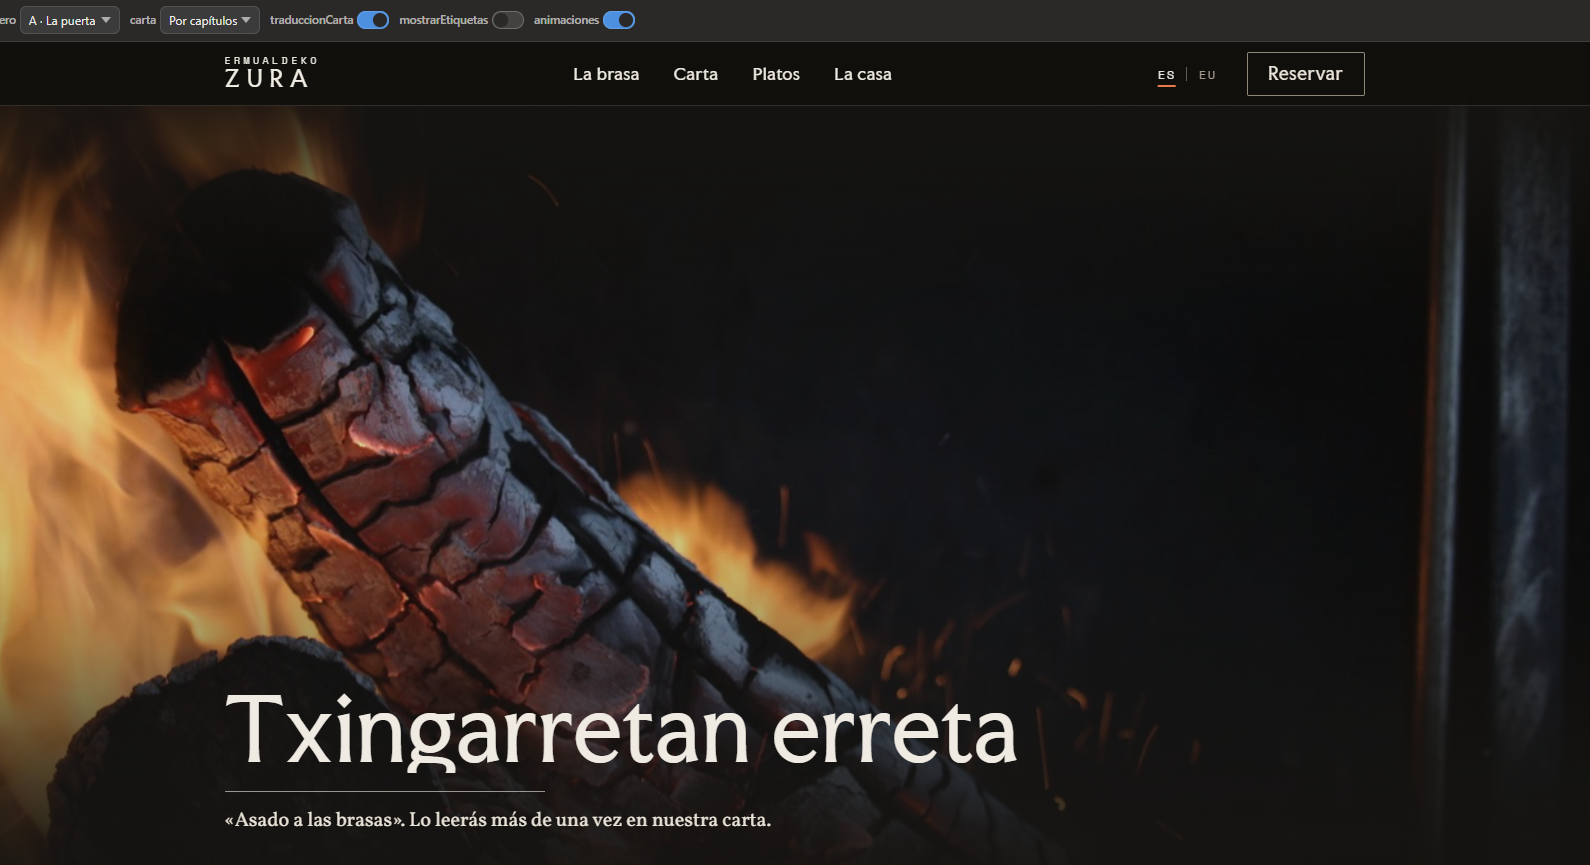 ero A · La puerta carta Por capítulos traduccionCarta mostrarEtiquetas animaciones
ERMUALDEKO
ZURA
La brasa Carta Platos La casa
ES EU
Reservar
Txingarretan erreta
«Asado a las brasas». Lo leerás más de una vez en nuestra carta.